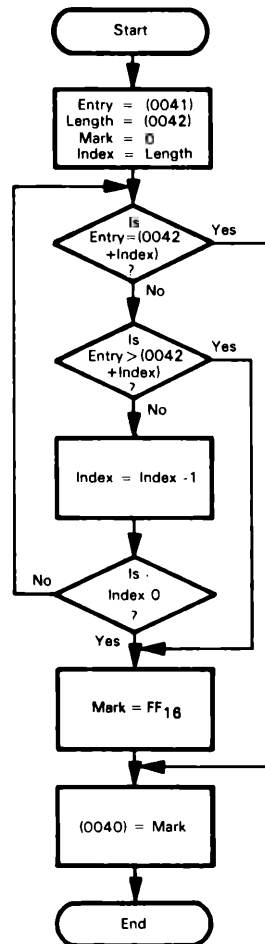 Start
Entry = (0041)
Length = (0042)
Mark = 0
Index = Length
Is
Entry=(0042
+Index)
?
Yes
No
Is
Entry>(0042
+Index)
?
Yes
No
Index = Index -1
Is
Index 0
?
No
Yes
Mark = FF16
(0040) = Mark
End